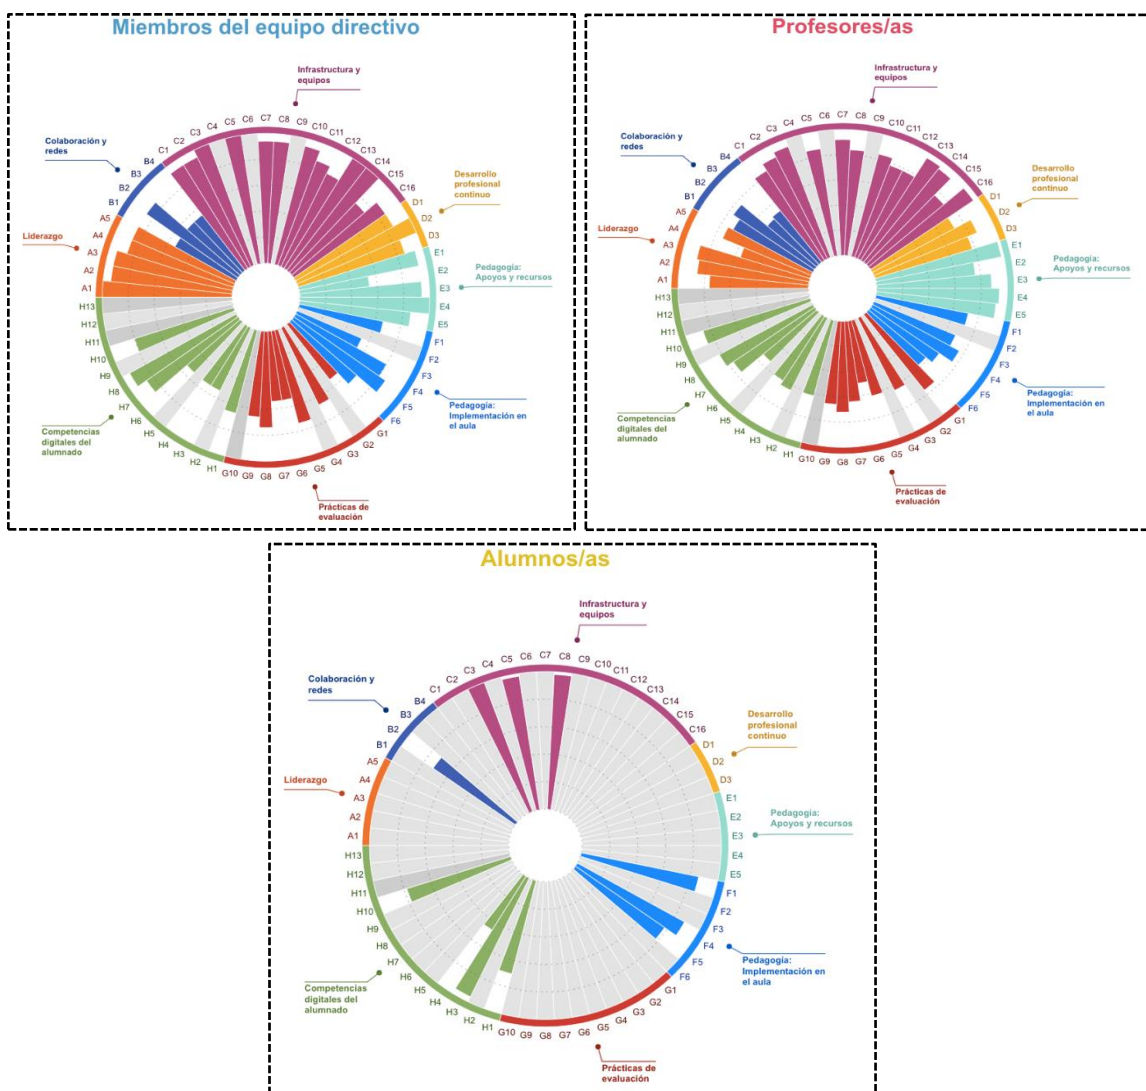 Miembros del equipo directivo
Infrastructura y
equipos
C1
C2
C3
C4
C5
C6
C7
C8
C9
C10
C11
C12
C13
C14
C15
C16
Desarrollo
profesional
continuo
D1
D2
D3
Pedagogía:
Apoyos y recursos
E1
E2
E3
E4
E5
Pedagogía:
Implementación en
el aula
F1
F2
F3
F4
F5
F6
Prácticas de
evaluación
G1
G2
G3
G4
G5
G6
G7
G8
G9
G10
Competencias
digitales del
alumnado
H1
H2
H3
H4
H5
H6
H7
H8
H9
H10
H11
H12
H13
Liderazgo
A1
A2
A3
A4
A5
Colaboración y
redes
B1
B2
B3
B4
Profesores/as
Infrastructura y
equipos
C1
C2
C3
C4
C5
C6
C7
C8
C9
C10
C11
C12
C13
C14
C15
C16
Desarrollo
profesional
continuo
D1
D2
D3
Pedagogía:
Apoyos y recursos
E1
E2
E3
E4
E5
Pedagogía:
Implementación en
el aula
F1
F2
F3
F4
F5
F6
Prácticas de
evaluación
G1
G2
G3
G4
G5
G6
G7
G8
G9
G10
Competencias
digitales del
alumnado
H1
H2
H3
H4
H5
H6
H7
H8
H9
H10
H11
H12
H13
Liderazgo
A1
A2
A3
A4
A5
Colaboración y
redes
B1
B2
B3
B4
Alumnos/as
Infrastructura y
equipos
C1
C2
C3
C4
C5
C6
C7
C8
C9
C10
C11
C12
C13
C14
C15
C16
Desarrollo
profesional
continuo
D1
D2
D3
Pedagogía:
Apoyos y recursos
E1
E2
E3
E4
E5
Pedagogía:
Implementación en
el aula
F1
F2
F3
F4
F5
F6
Prácticas de
evaluación
G1
G2
G3
G4
G5
G6
G7
G8
G9
G10
Competencias
digitales del
alumnado
H1
H2
H3
H4
H5
H6
H7
H8
H9
H10
H11
H12
H13
Liderazgo
A1
A2
A3
A4
A5
Colaboración y
redes
B1
B2
B3
B4